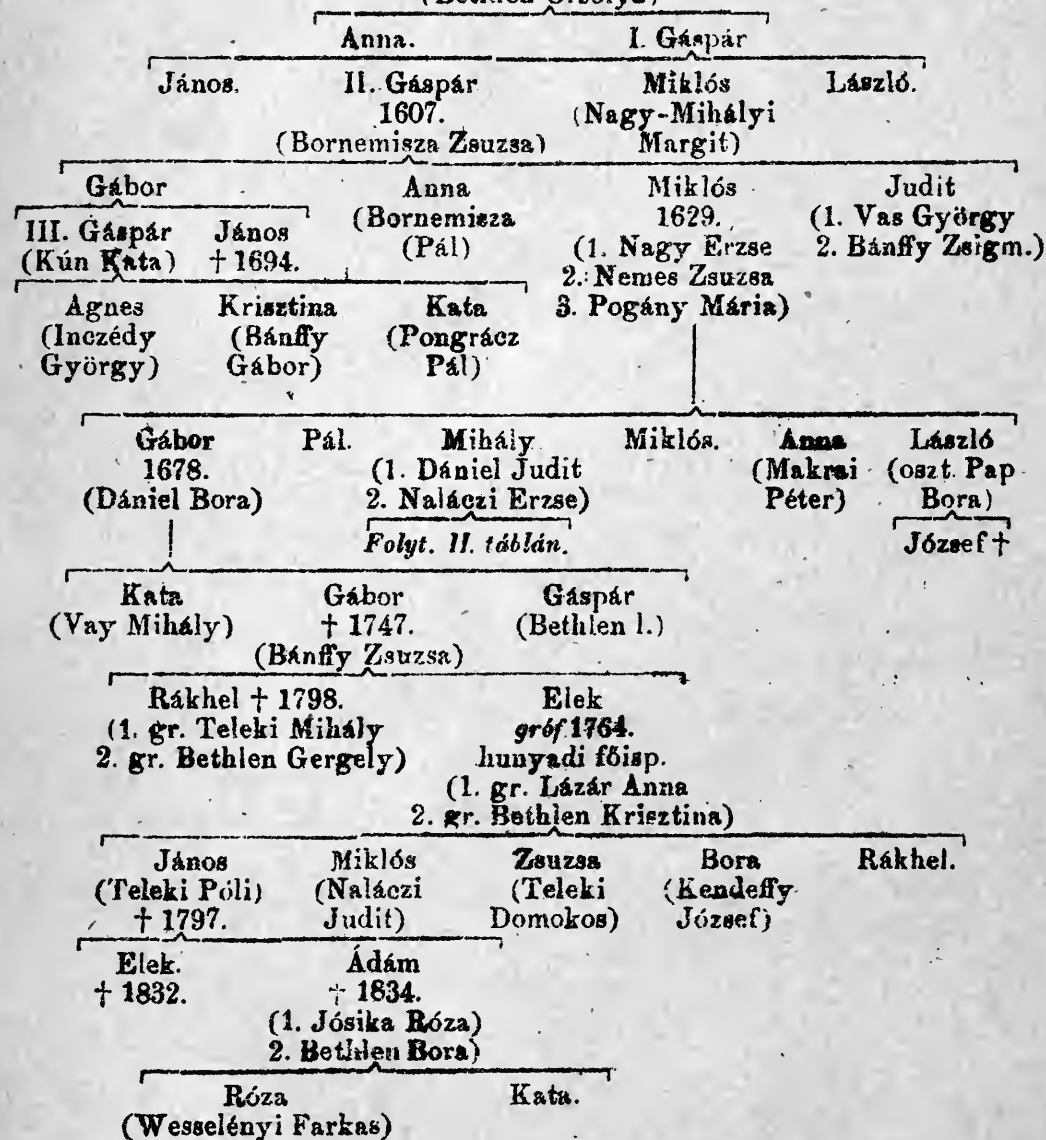 Anna. I. Gáspár
János. II. Gáspár Miklós László.
1607. (Nagy-Mihályi
(Bornemisza Zsuzsa) Margit)
Gábor Anna Miklós Judit
(Bornemisza 1629. (1. Vas György
III. Gáspár János (Pál) (1. Nagy Erzse 2. Bánffy Zsigm.)
(Kún Kata) † 1694. 2. Nemes Zsuzsa
Agnes Krisztina Kata 3. Pogány Mária)
(Inczédy (Bánffy (Pongrácz
György) Gábor) Pál)
Gábor Pál. Mihály Miklós. Anna László
1678. (1. Dániel Judit (Makrai (oszt. Pap
(Dániel Bora) 2. Naláczi Erzse) Péter) Bora)
Folyt. II. táblán. József †
Kata Gábor Gáspár
(Vay Mihály) † 1747. (Bethlen l.)
(Bánffy Zsuzsa)
Rákhel † 1798. Elek
(1. gr. Teleki Mihály gróf 1764.
2. gr. Bethlen Gergely) hunyadi főisp.
(1. gr. Lázár Anna
2. gr. Bethlen Krisztina)
János Miklós Zsuzsa Bora Rákhel.
(Teleki Póli) (Naláczi (Teleki (Kendeffy
† 1797. Judit) Domokos) József)
Elek. Ádám
† 1832. † 1834.
(1. Jósika Róza)
2. Bethlen Bora)
Róza Kata.
(Wesselényi Farkas)